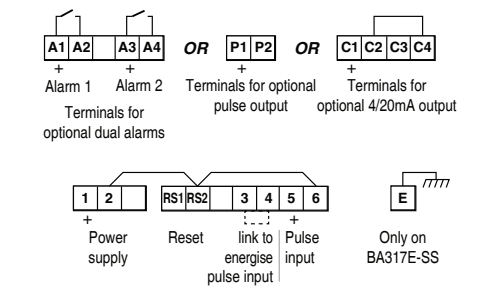 A1 A2 A3 A4 OR P1 P2 OR C1 C2 C3 C4
+ + + +
Alarm 1 Alarm 2
Terminals for
optional dual alarms
Terminals for optional
pulse output
Terminals for
optional 4/20mA output
1 2 RS1 RS2 3 4 5 6 E
+ +
Power
supply
Reset
link to
energise
pulse input
Pulse
input
Only on
BA317E-SS